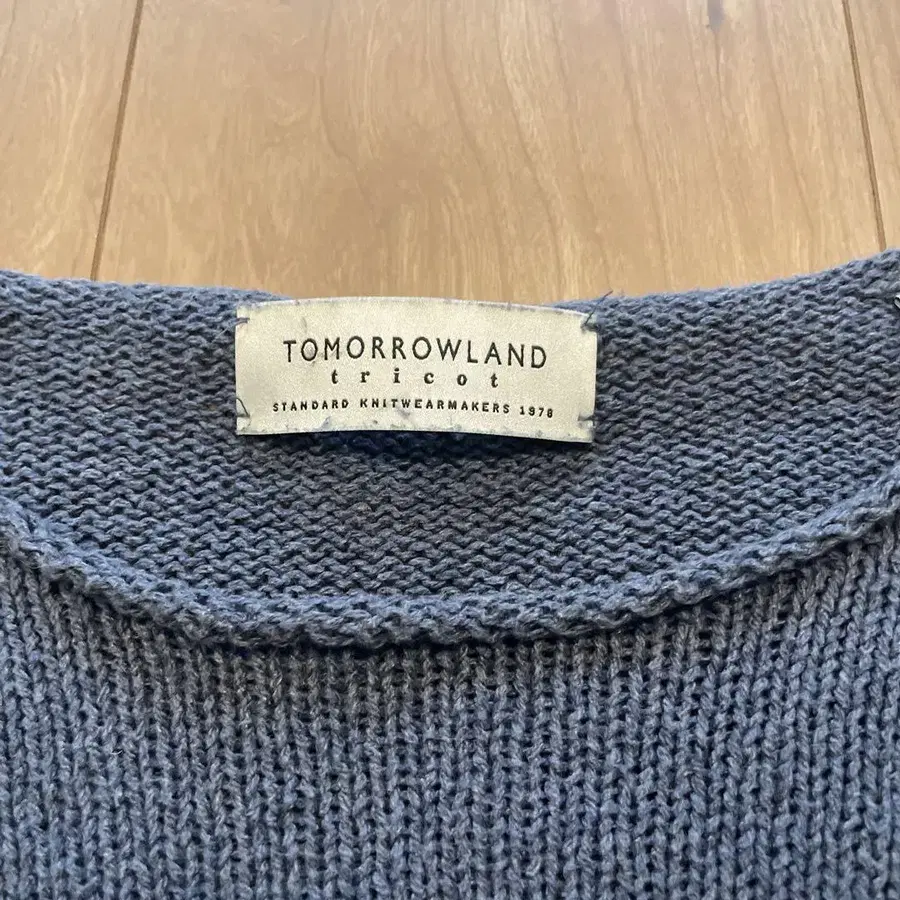 TOMORROWLAND
tricot
STANDARD KNITWEARMAKERS 1978